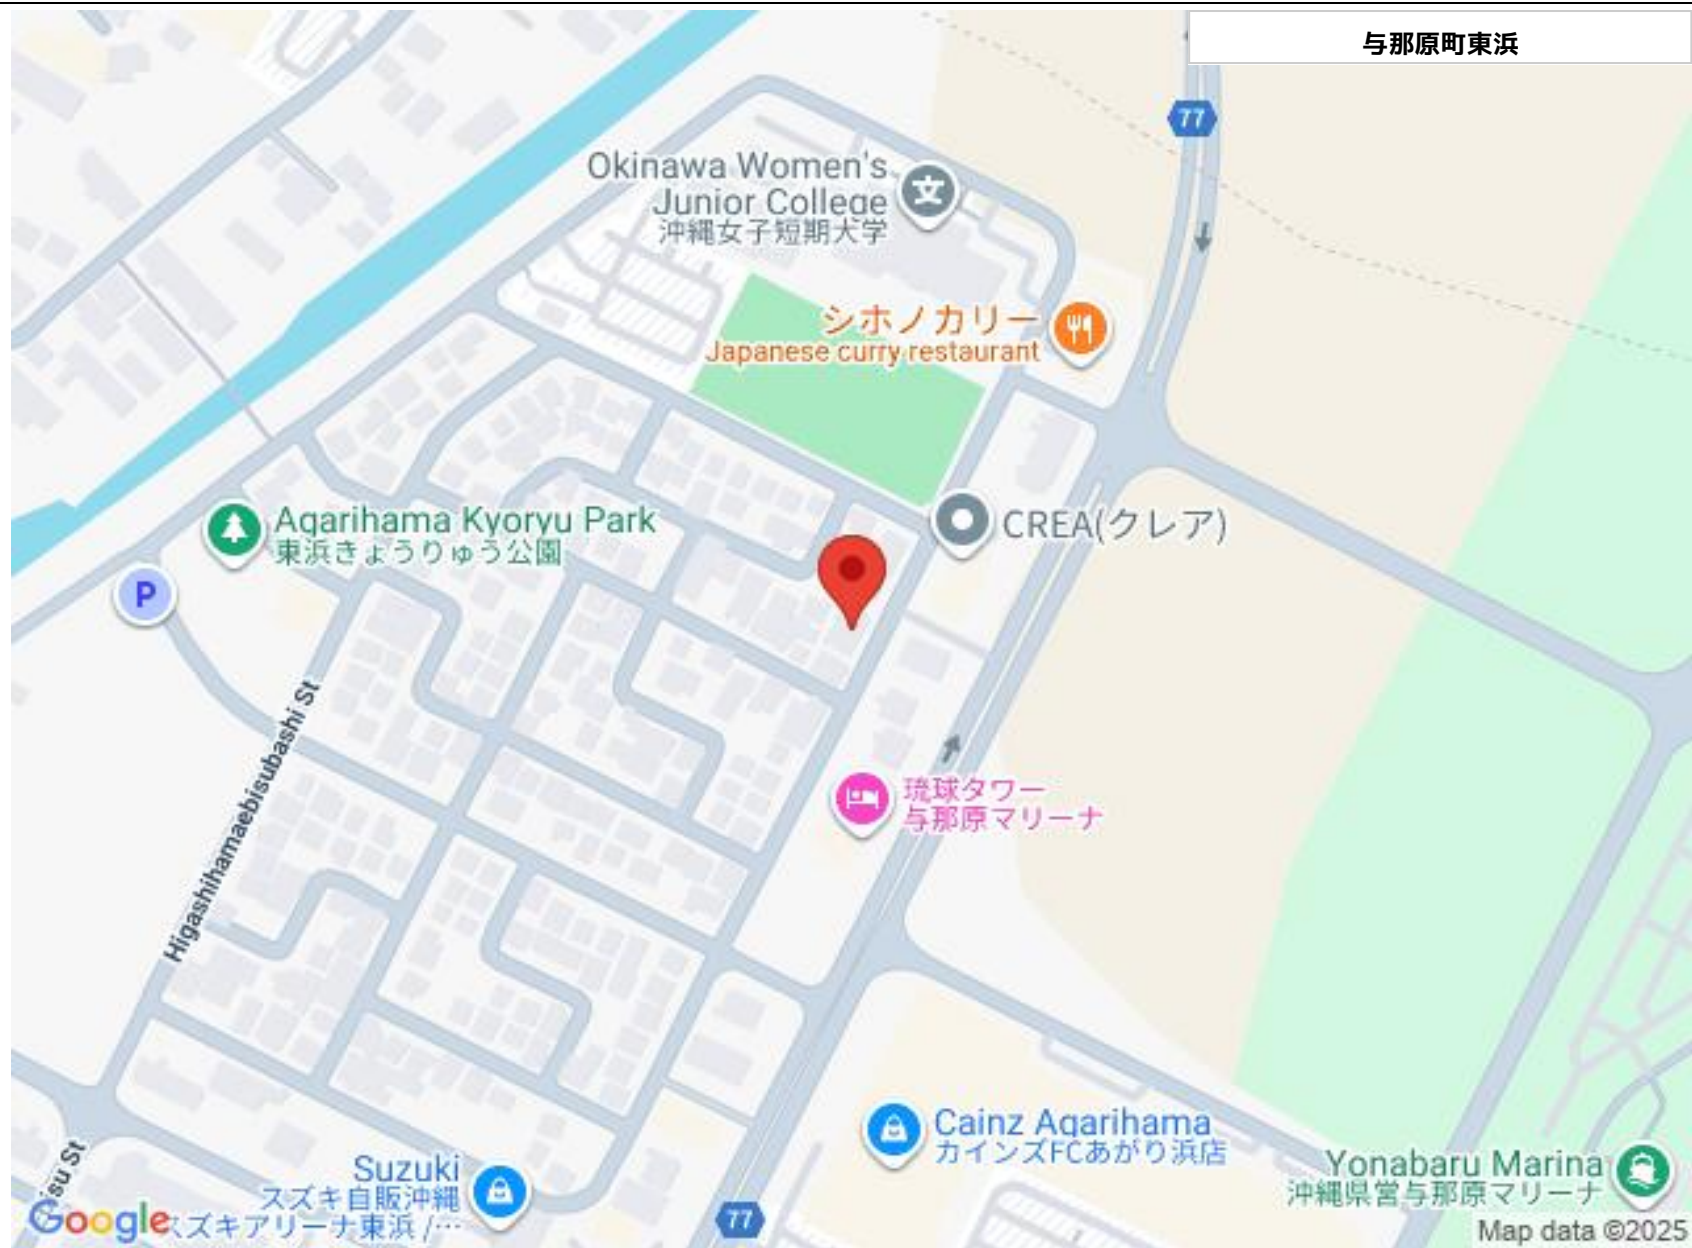 与那原町東浜
77
Okinawa Women's
Junior College
沖縄女子短期大学
文
シホノカリー
Japanese curry restaurant
CREA(クレア)
Agarihama Kyoryu Park
東浜きょうりゅう公園
P
Higashihamaebisubashi St
琉球タワー
与那原マリーナ
Cainz Agarihama
カインズFCあがり浜店
Yonabaru Marina
沖縄県営与那原マリーナ
Suzuki
スズキ自販沖縄
スズキアリーナ東浜 /…
isu St
77
Google
Map data ©2025